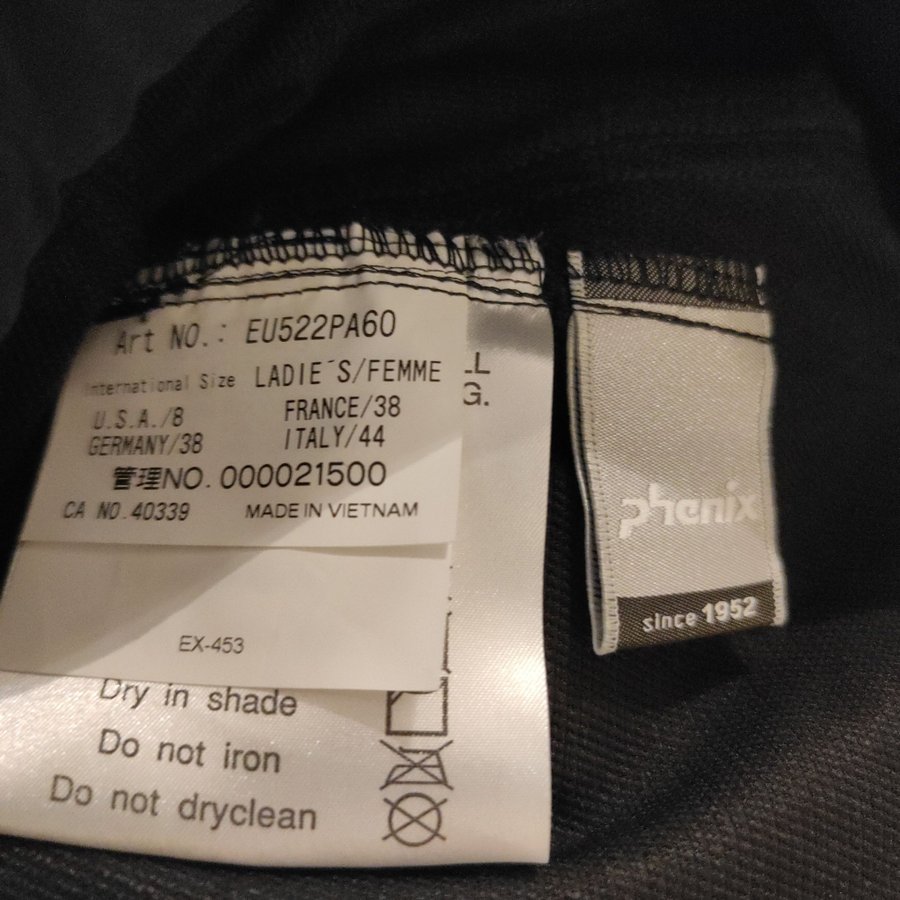 Art NO.: EU522PA60
International Size LADIE´S/FEMME
U.S.A./8 FRANCE/38
GERMANY/38 ITALY/44
管理NO. 000021500
CA NO. 40339 MADE IN VIETNAM
EX-453
Dry in shade
Do not iron
Do not dryclean
LL
G.
phenix
since 1952